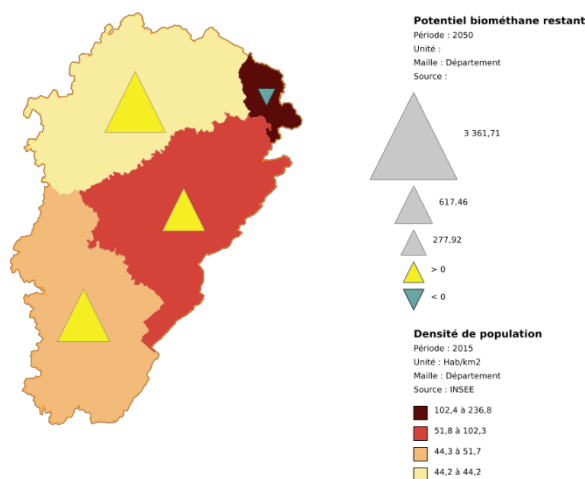 Potentiel biométhane restant
Période : 2050
Unité :
Maille : Département
Source :
3 361,71
617,46
277,92
> 0
< 0
Densité de population
Période : 2015
Unité : Hab/km2
Maille : Département
Source : INSEE
102,4 à 236,8
51,8 à 102,3
44,3 à 51,7
44,2 à 44,2